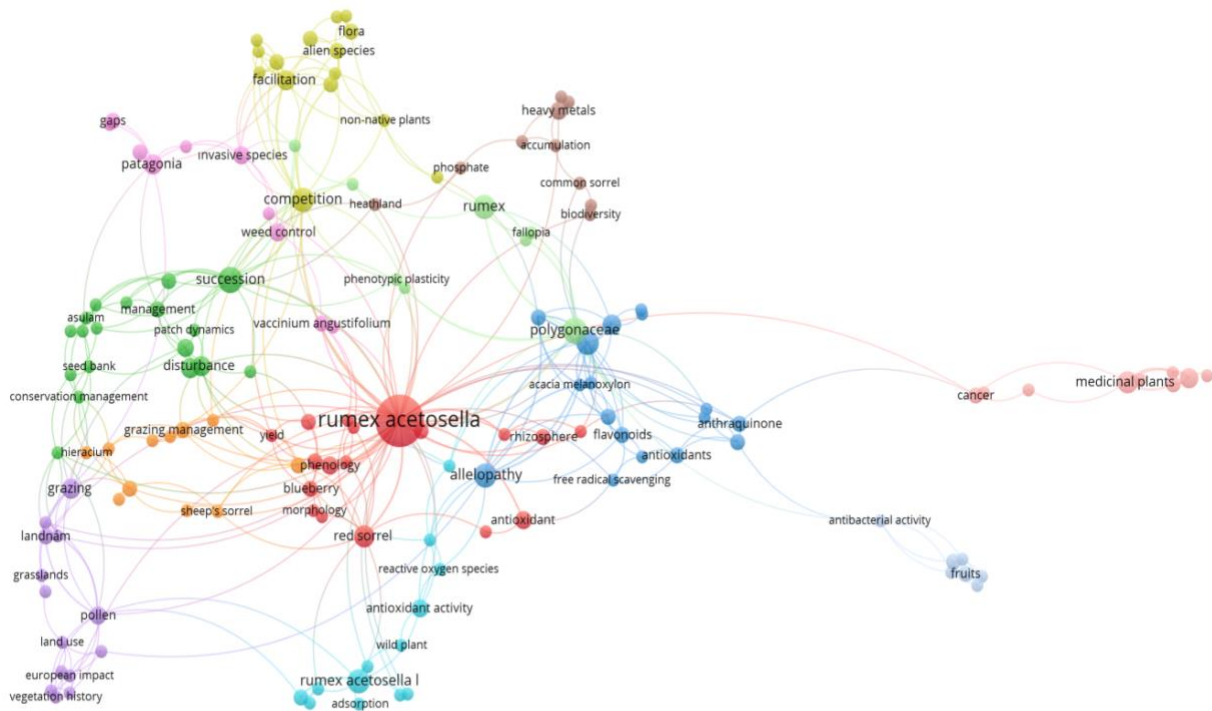 flora
alien species
facilitation
heavy metals
gaps
non-native plants
accumulation
invasive species
patagonia
phosphate
common sorrel
competition
heathland
rumex
biodiversity
weed control
fallopia
succession
phenotypic plasticity
management
asulam
vaccinium angustifolium
patch dynamics
polygonaceae
seed bank
disturbance
acacia melanoxylon
medicinal plants
conservation management
cancer
rumex acetosella
grazing management
yield
rhizosphere
flavonoids
anthraquinone
hieracium
phenology
antioxidants
grazing
blueberry
allelopathy
free radical scavenging
sheep's sorrel
morphology
antioxidant
antibacterial activity
landnam
red sorrel
grasslands
reactive oxygen species
fruits
pollen
antioxidant activity
land use
wild plant
european impact
rumex acetosella l
vegetation history
adsorption